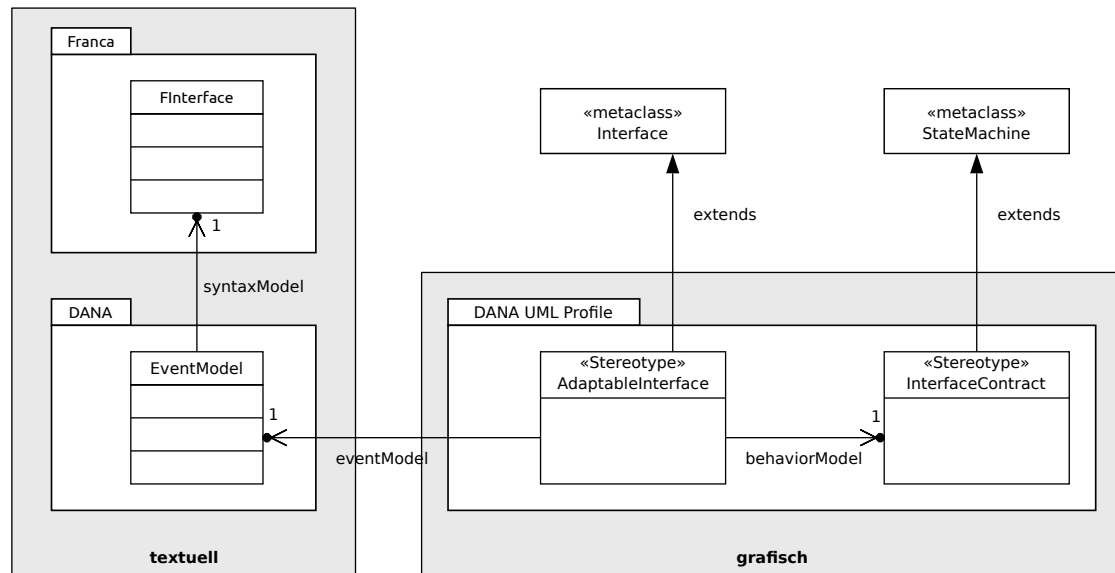 Franca
FInterface
1
syntaxModel
DANA
EventModel
1
eventModel
textuell
«metaclass»
Interface
«metaclass»
StateMachine
extends
extends
DANA UML Profile
«Stereotype»
AdaptableInterface
«Stereotype»
InterfaceContract
1
behaviorModel
grafisch